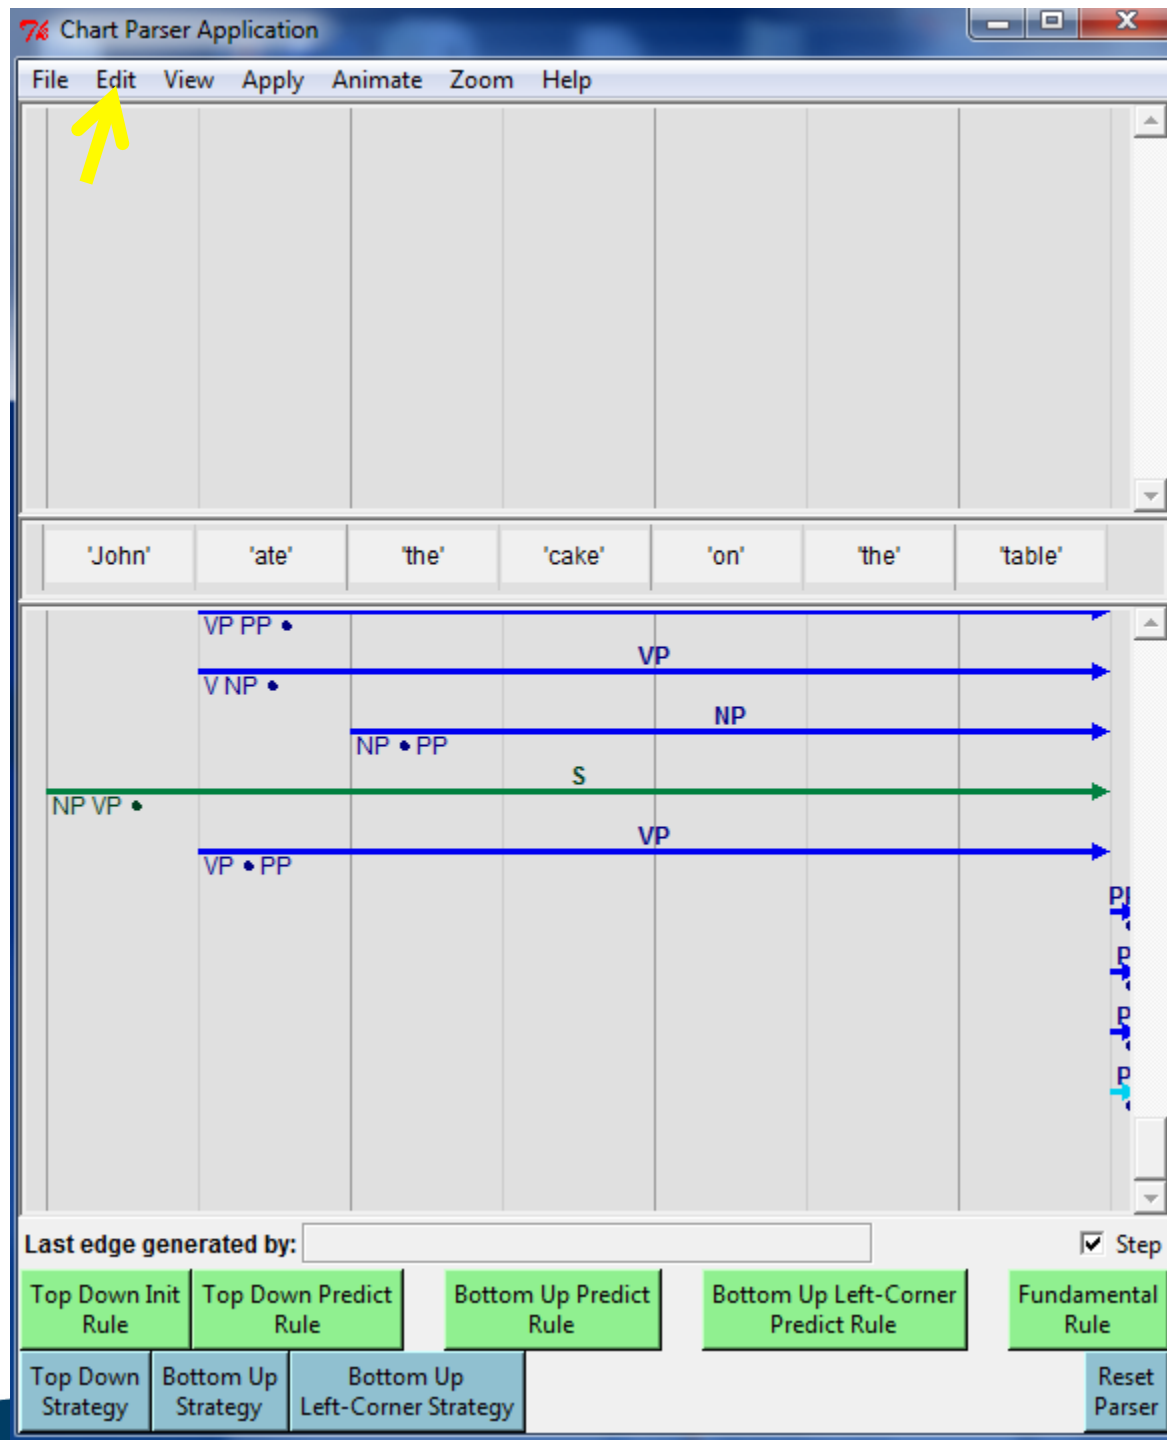 Chart Parser Application
File Edit View Apply Animate Zoom Help
'John' 'ate' 'the' 'cake' 'on' 'the' 'table'
VP PP •
VP
V NP •
NP
NP • PP
S
NP VP •
VP
VP • PP
Last edge generated by:
Step
Top Down Init Rule
Top Down Predict Rule
Bottom Up Predict Rule
Bottom Up Left-Corner Predict Rule
Fundamental Rule
Top Down Strategy
Bottom Up Strategy
Bottom Up Left-Corner Strategy
Reset Parser